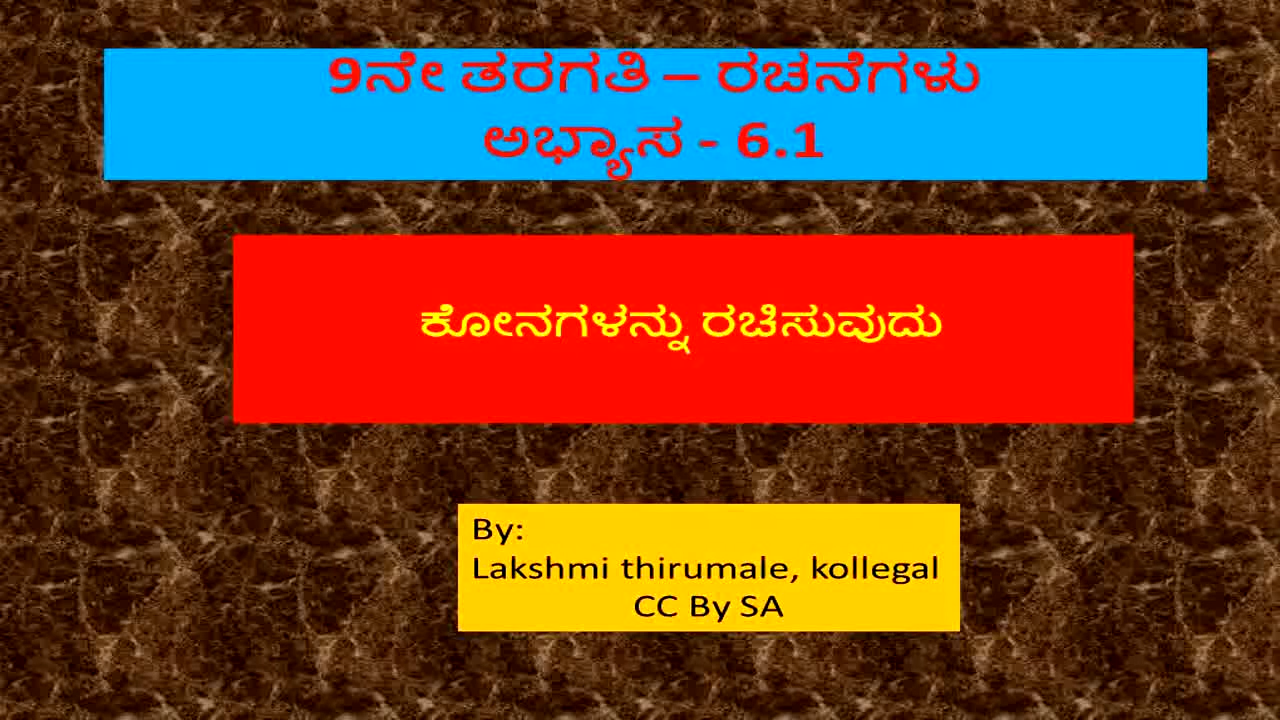 9ನೇ ತರಗತಿ – ರಚನೆಗಳು
ಅಭ್ಯಾಸ - 6.1
ಕೋನಗಳನ್ನು ರಚಿಸುವುದು
By:
Lakshmi thirumale, kollegal
CC By SA